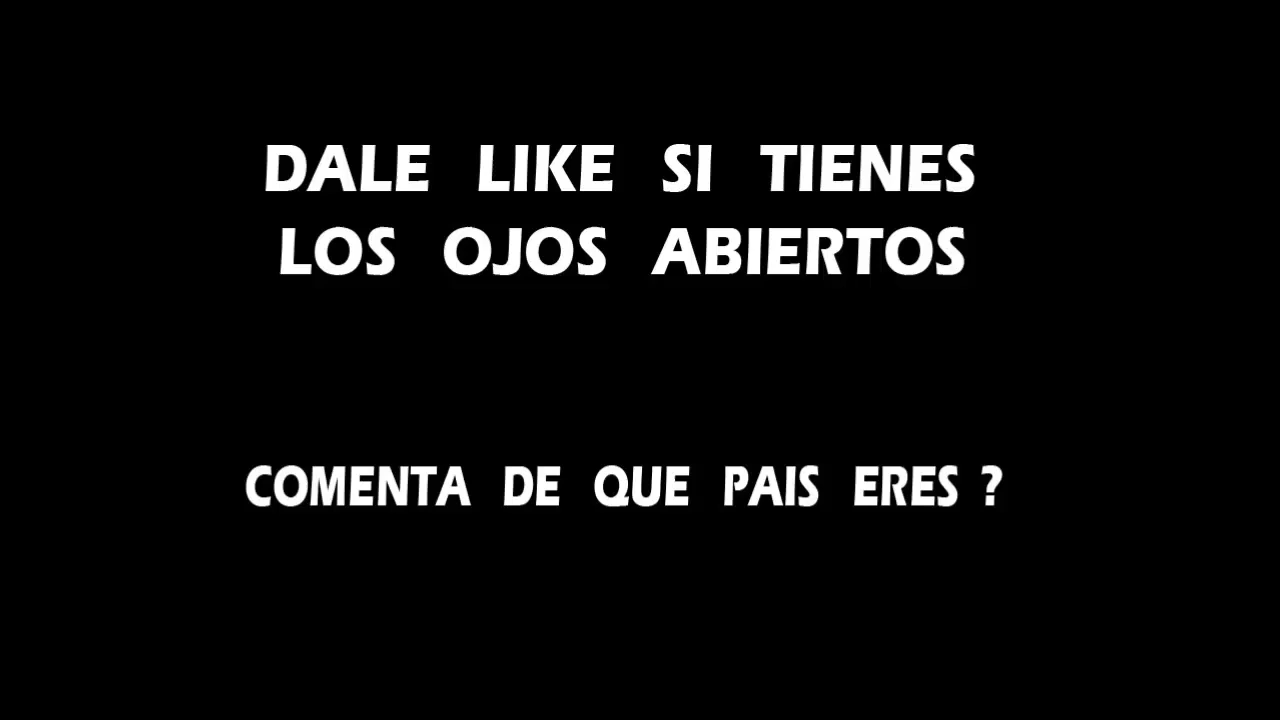 DALE LIKE SI TIENES
LOS OJOS ABIERTOS
COMENTA DE QUE PAIS ERES ?